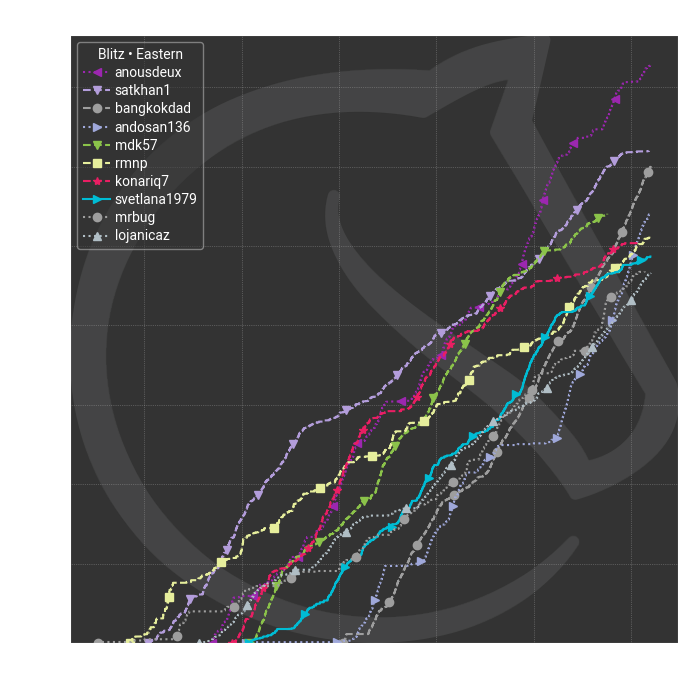 Blitz • Eastern
anousdeux
satkhan1
bangkokdad
andosan136
mdk57
rmnp
konariq7
svetlana1979
mrbug
lojanicaz